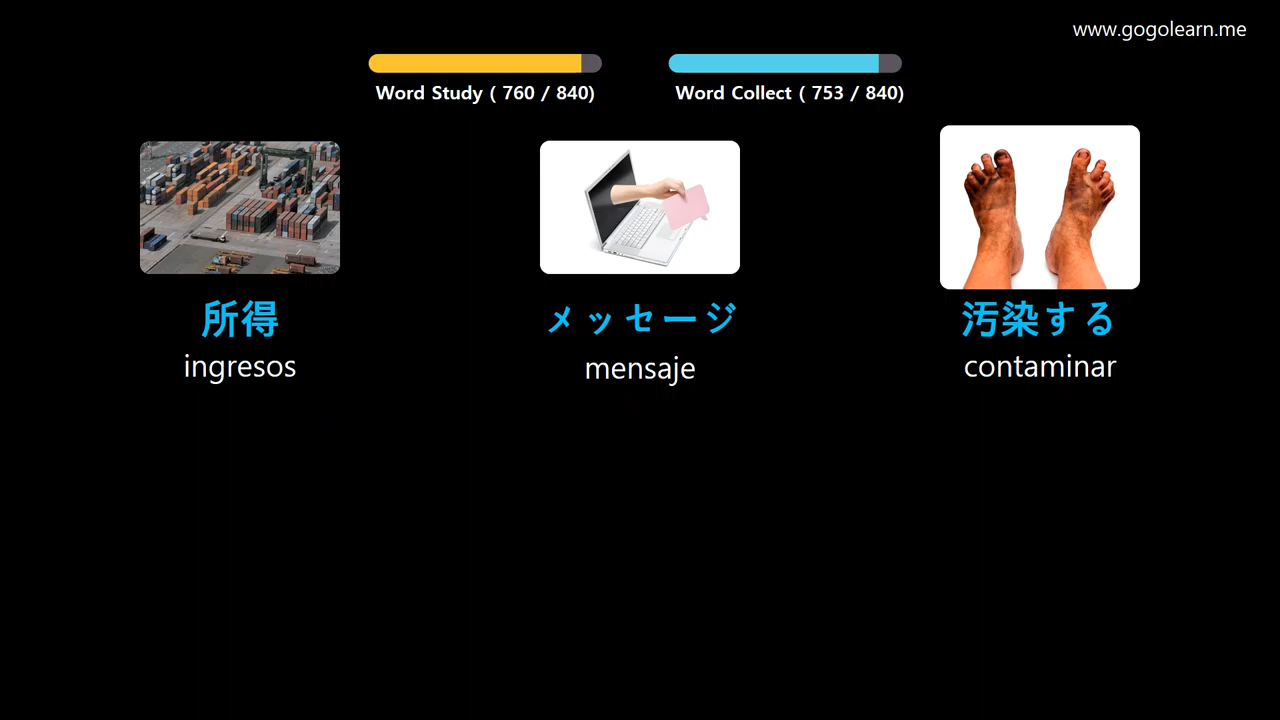 www.gogolearn.me
Word Study ( 760 / 840)
Word Collect ( 753 / 840)
所得
ingresos
メッセージ
mensaje
汚染する
contaminar